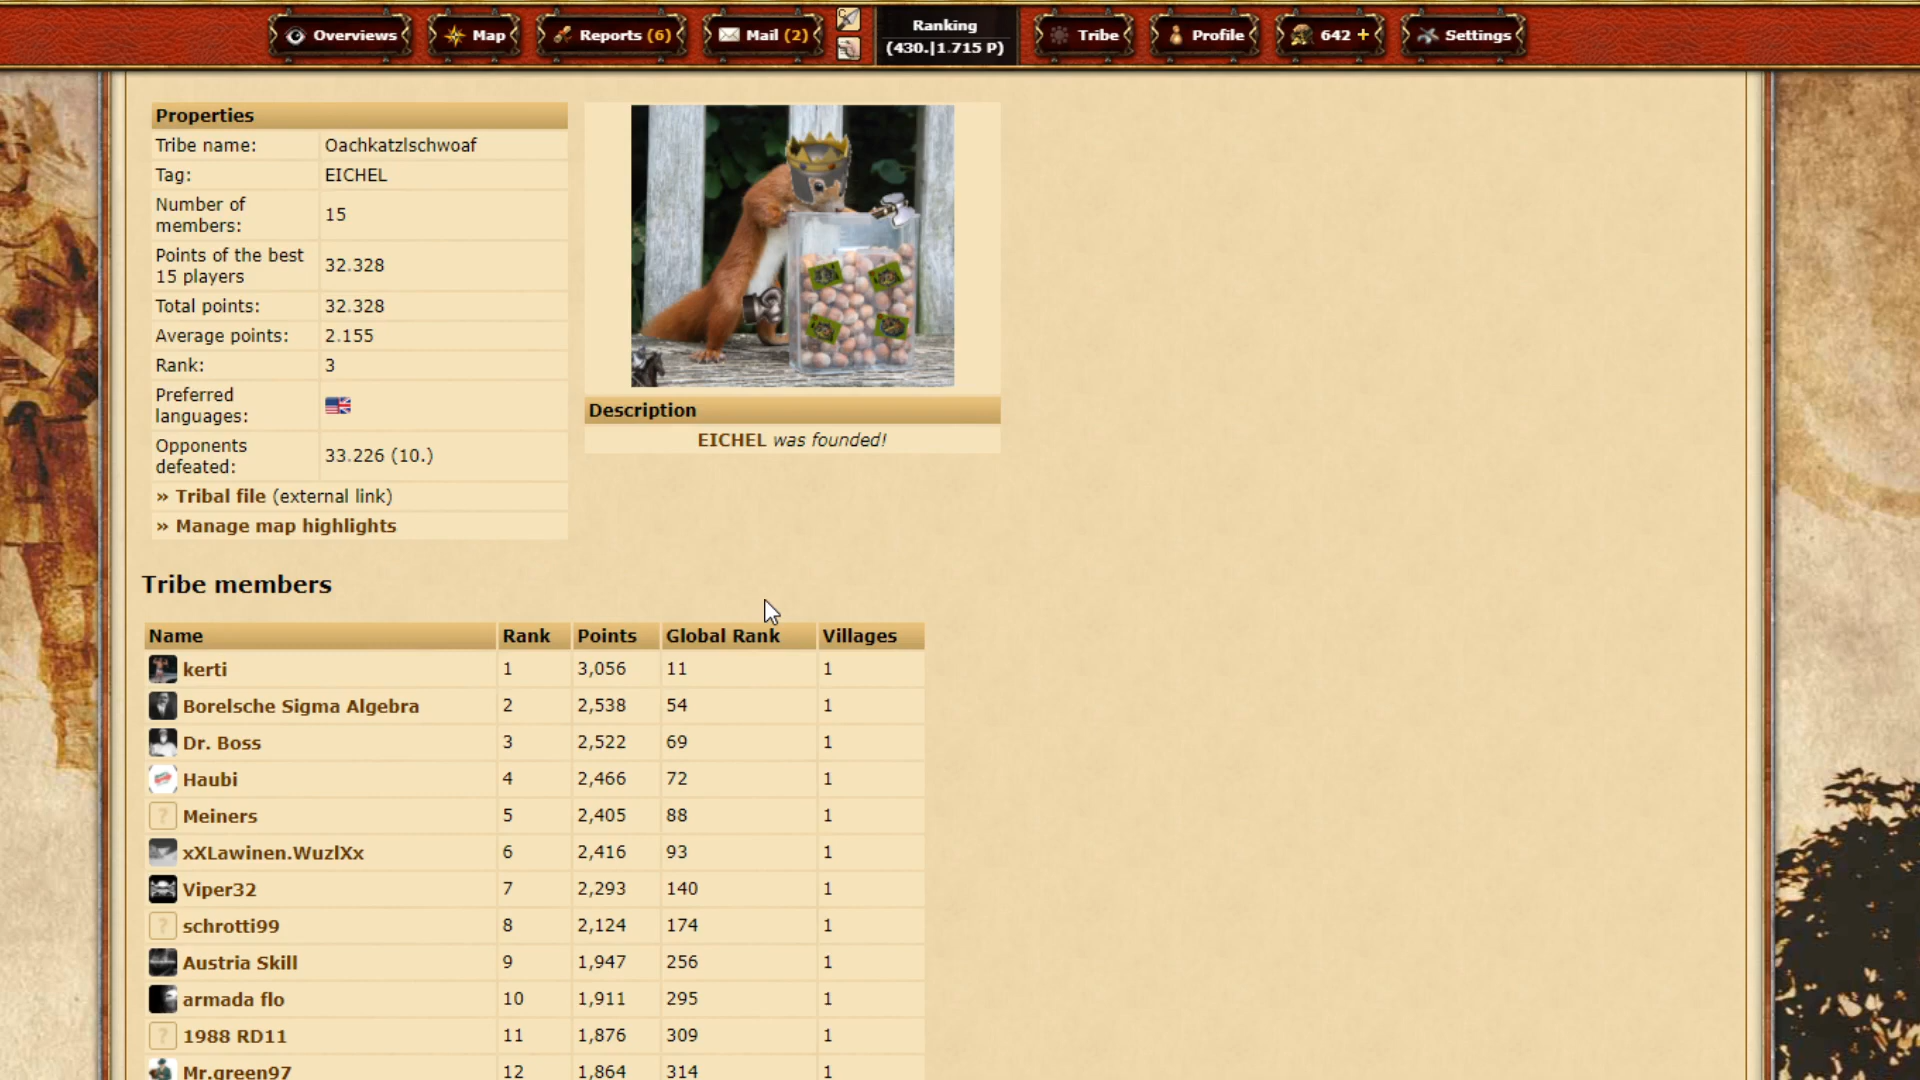 Overviews Map Reports (6) Mail (2) Ranking (430.|1.715 P) Tribe Profile 642 + Settings
Properties
Tribe name: Oachkatzlschwoaf
Tag: EICHEL
Number of members: 15
Points of the best 15 players 32.328
Total points: 32.328
Average points: 2.155
Rank: 3
Preferred languages:
Opponents defeated: 33.226 (10.)
» Tribal file (external link)
» Manage map highlights
Description
EICHEL was founded!
Tribe members
Name Rank Points Global Rank Villages
kerti 1 3,056 11 1
Borelsche Sigma Algebra 2 2,538 54 1
Dr. Boss 3 2,522 69 1
Haubi 4 2,466 72 1
Meiners 5 2,405 88 1
xXLawinen.WuzlXx 6 2,416 93 1
Viper32 7 2,293 140 1
schrotti99 8 2,124 174 1
Austria Skill 9 1,947 256 1
armada flo 10 1,911 295 1
1988 RD11 11 1,876 309 1
Mr.green97 12 1,864 314 1